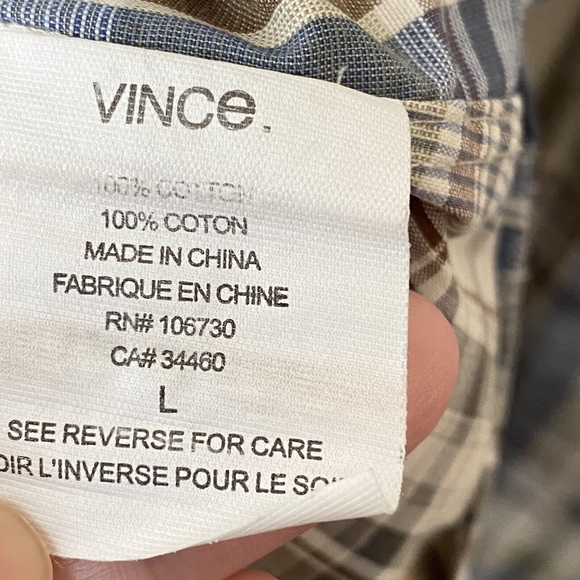 VINCe.
100% COTTON
100% COTON
MADE IN CHINA
FABRIQUE EN CHINE
RN# 106730
CA# 34460
L
SEE REVERSE FOR CARE
OIR L'INVERSE POUR LE